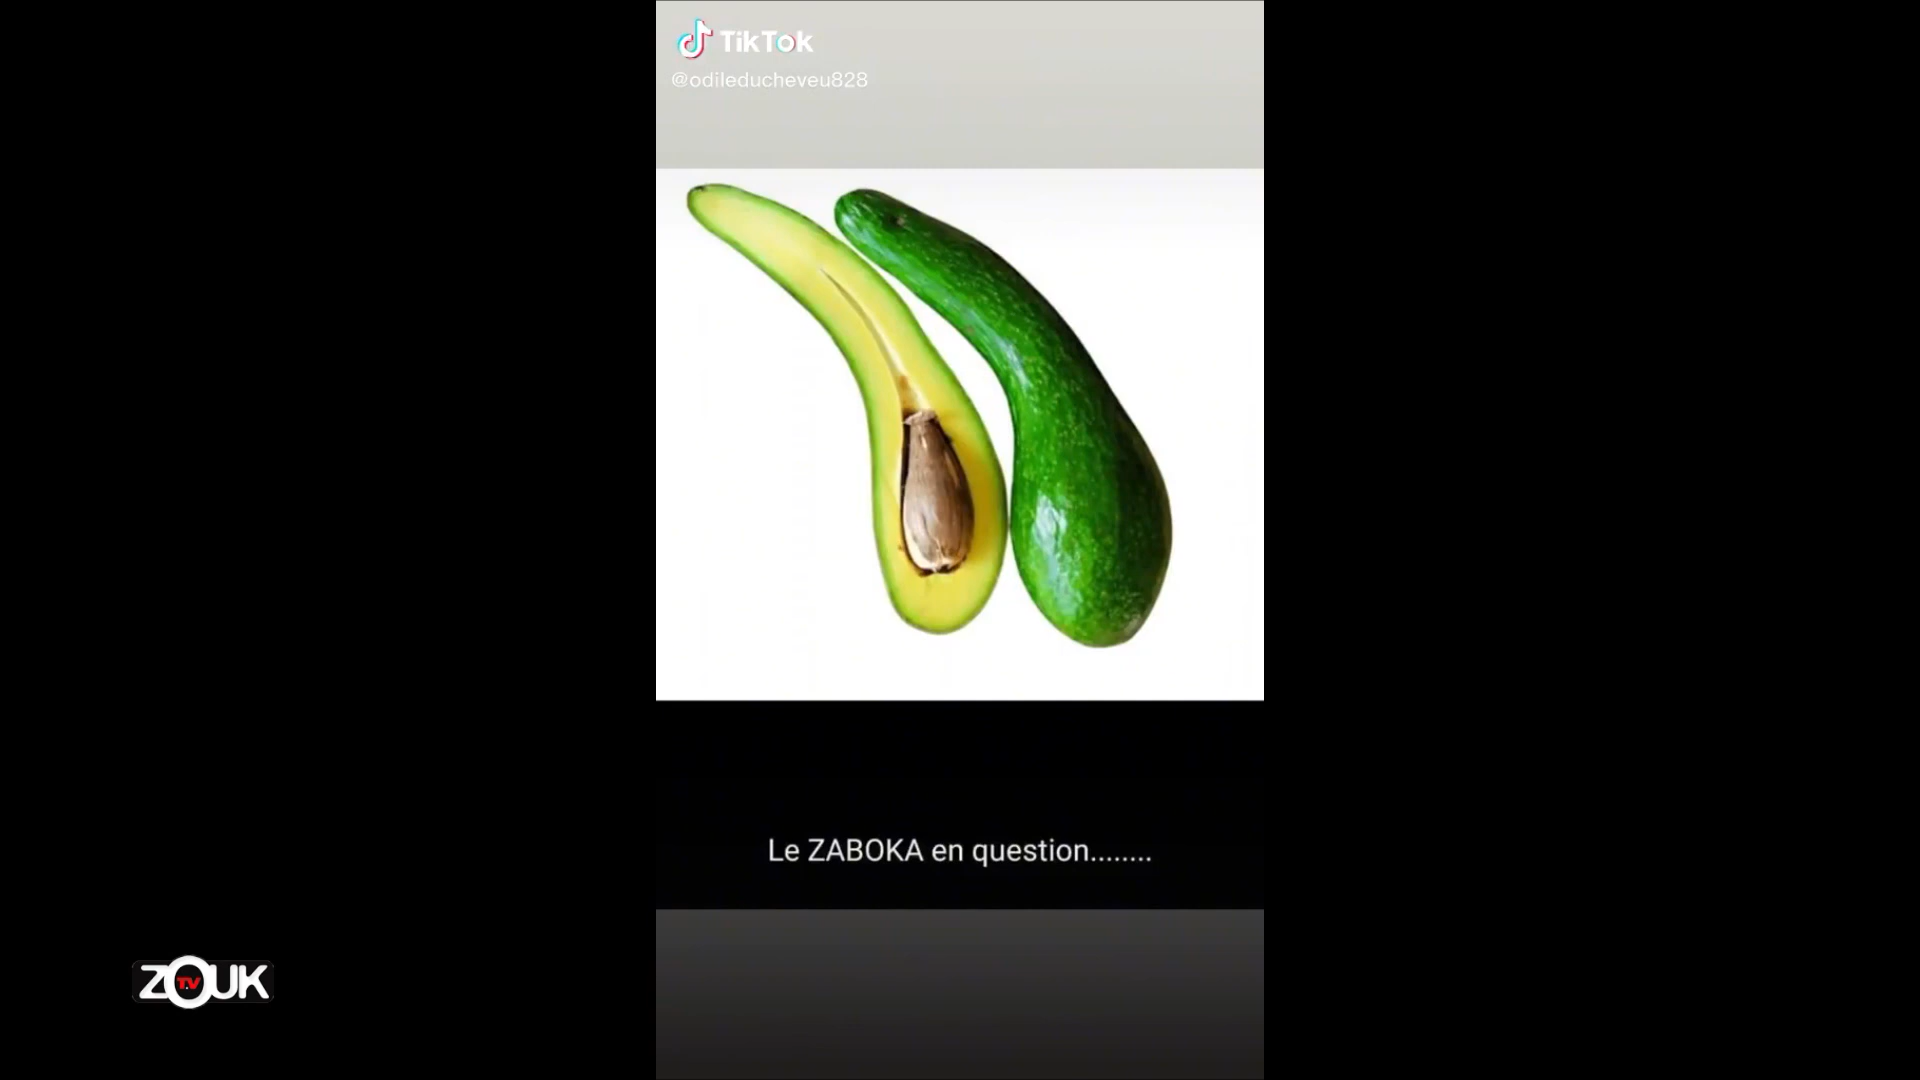 TikTok
@odileducheveu828
Le ZABOKA en question........
ZOUK
TV